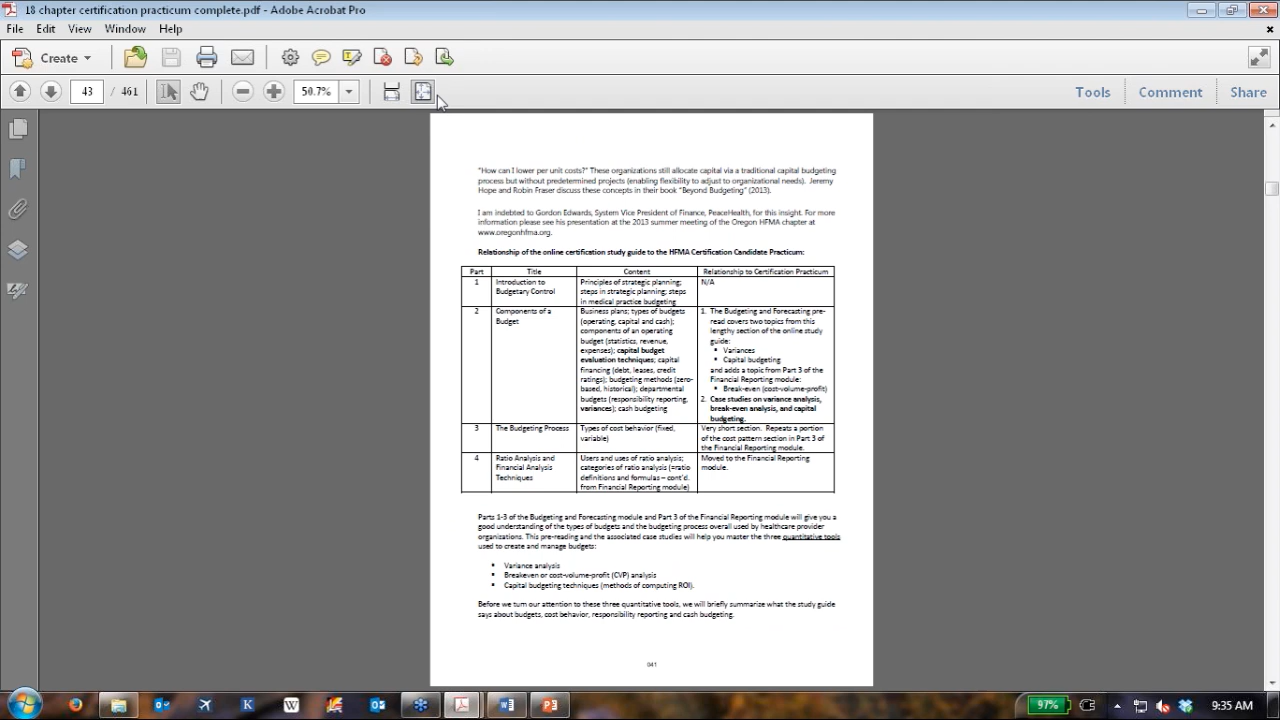 18 chapter certification practicum complete.pdf - Adobe Acrobat Pro
File Edit View Window Help
Create
43 / 461 50.7% Tools Comment Share
"How can I lower per unit costs?" These organizations still allocate capital via a traditional capital budgeting
process but without predetermined projects (enabling flexibility to adjust to organizational needs). Jeremy
Hope and Robin Fraser discuss these concepts in their book "Beyond Budgeting" (2013).
I am indebted to Gordon Edwards, System Vice President of Finance, PeaceHealth, for this insight. For more
information please see his presentation at the 2013 summer meeting of the Oregon HFMA chapter at
www.oregonhfma.org.
Relationship of the online certification study guide to the HFMA Certification Candidate Practicum:
Part Title Content Relationship to Certification Practicum
1 Introduction to
Budgetary Control
Principles of strategic planning;
steps in strategic planning; steps
in medical practice budgeting
N/A
2 Components of a
Budget
Business plans; types of budgets
(operating, capital and cash);
components of an operating
budget (statistics, revenue,
expenses); capital budget
evaluation techniques; capital
financing (debt, leases, credit
ratings); budgeting methods (zero-
based, historical); departmental
budgets (responsibility reporting,
variances); cash budgeting
1. The Budgeting and Forecasting pre-
read covers two topics from this
lengthy section of the online study
guide:
▪ Variances
▪ Capital budgeting
and adds a topic from Part 3 of the
Financial Reporting module:
▪ Break-even (cost-volume-profit)
2. Case studies on variance analysis,
break-even analysis, and capital
budgeting.
3 The Budgeting Process
Types of cost behavior (fixed,
variable)
Very short section. Repeats a portion
of the cost pattern section in Part 3 of
the Financial Reporting module.
4 Ratio Analysis and
Financial Analysis
Techniques
Users and uses of ratio analysis;
categories of ratio analysis (=ratio
definitions and formulas – cont'd.
from Financial Reporting module)
Moved to the Financial Reporting
module.
Parts 1-3 of the Budgeting and Forecasting module and Part 3 of the Financial Reporting module will give you a
good understanding of the types of budgets and the budgeting process overall used by healthcare provider
organizations. This pre-reading and the associated case studies will help you master the three quantitative tools
used to create and manage budgets:
▪ Variance analysis
▪ Breakeven or cost-volume-profit (CVP) analysis
▪ Capital budgeting techniques (methods of computing ROI).
Before we turn our attention to these three quantitative tools, we will briefly summarize what the study guide
says about budgets, cost behavior, responsibility reporting and cash budgeting.
041
97% 9:35 AM